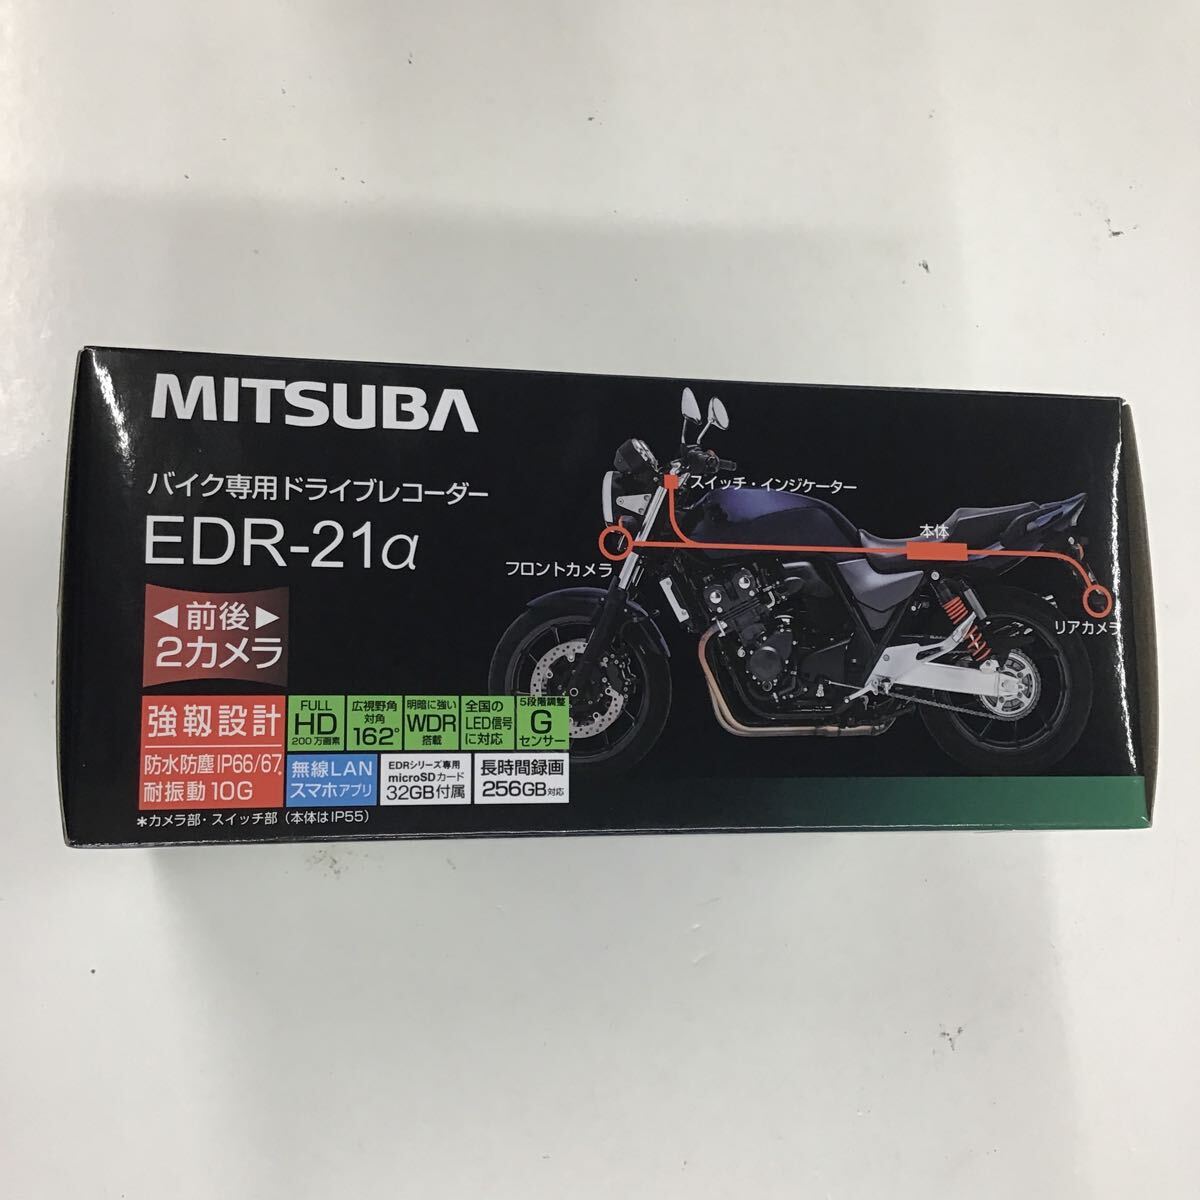 MITSUBA
バイク専用ドライブレコーダー
EDR-21α
◀前後▶
2カメラ
スイッチ・インジケーター
本体
フロントカメラ
リアカメラ
強靱設計
防水防塵IP66/67*
耐振動10G
FULL
HD
200万画素
広視野角
対角
162°
明暗に強い
WDR
搭載
全国の
LED信号
に対応
5段階調整
G
センサー
無線LAN
スマホアプリ
EDRシリーズ専用
microSDカード
32GB付属
長時間録画
256GB対応
*カメラ部・スイッチ部（本体はIP55）